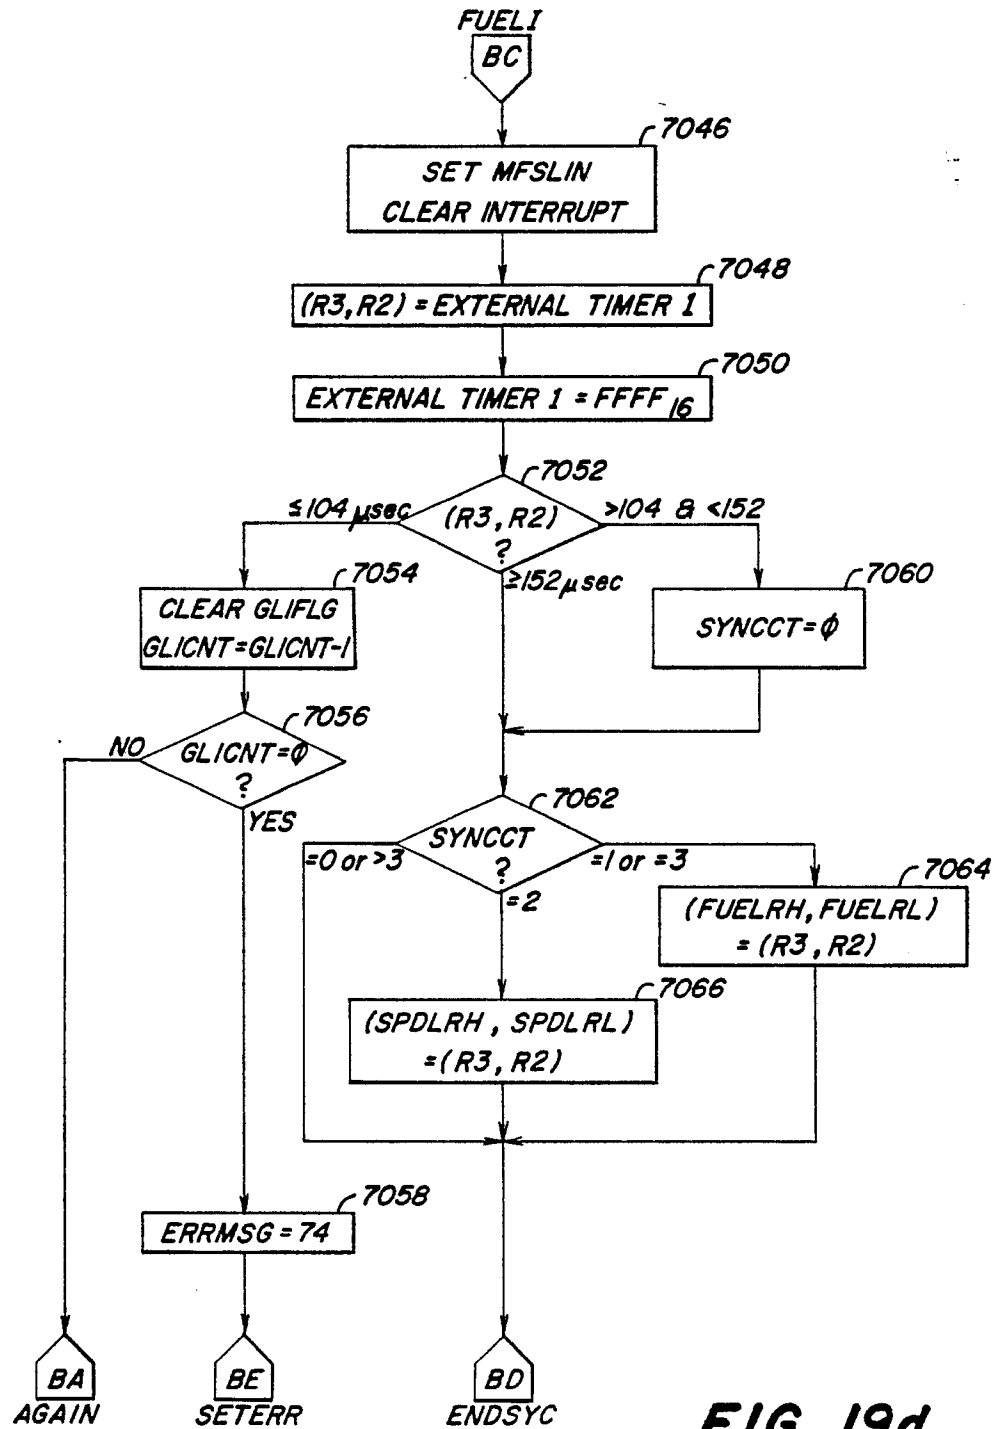 FUELI
BC
7046
SET MFSLIN
CLEAR INTERRUPT
7048
(R3,R2) = EXTERNAL TIMER 1
7050
EXTERNAL TIMER 1 = FFFF₁₆
7052
≤104 µsec
(R3,R2)
?
>104 & <152
≥152 µsec
7054
CLEAR GLIFLG
GLICNT=GLICNT-1
7060
SYNCCT=ϕ
7056
NO
GLICNT=ϕ
?
YES
7062
SYNCCT
?
=0 or >3
=1 or =3
=2
7064
(FUELRH, FUELRL)
= (R3, R2)
7066
(SPDLRH, SPDLRL)
=(R3, R2)
7058
ERRMSG = 74
BA
AGAIN
BE
SETERR
BD
ENDSYC
FIG. 19d